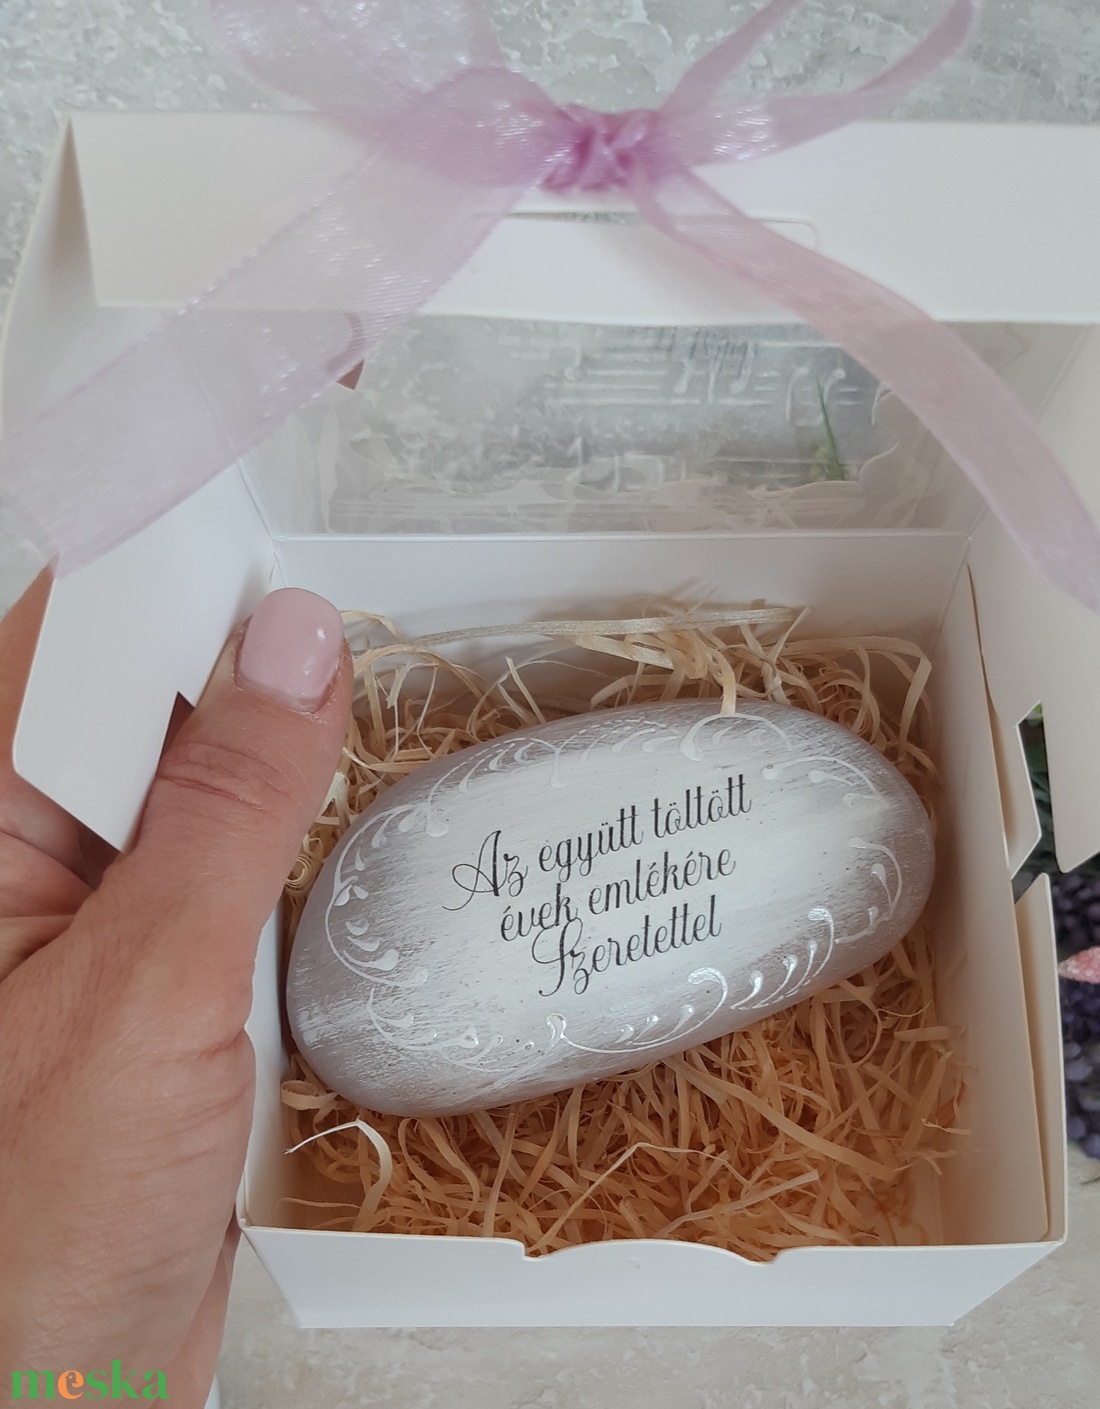 Az együtt töltött
évek emlékére
Szeretettel
meska